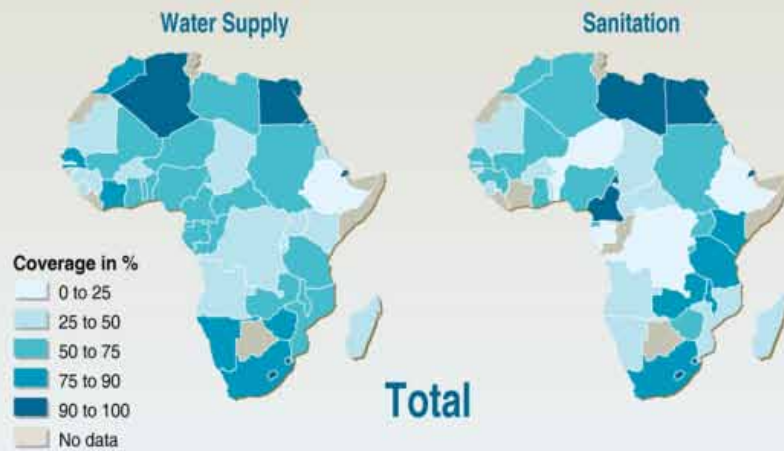 Water Supply
Sanitation
Coverage in %
0 to 25
25 to 50
50 to 75
75 to 90
90 to 100
No data
Total